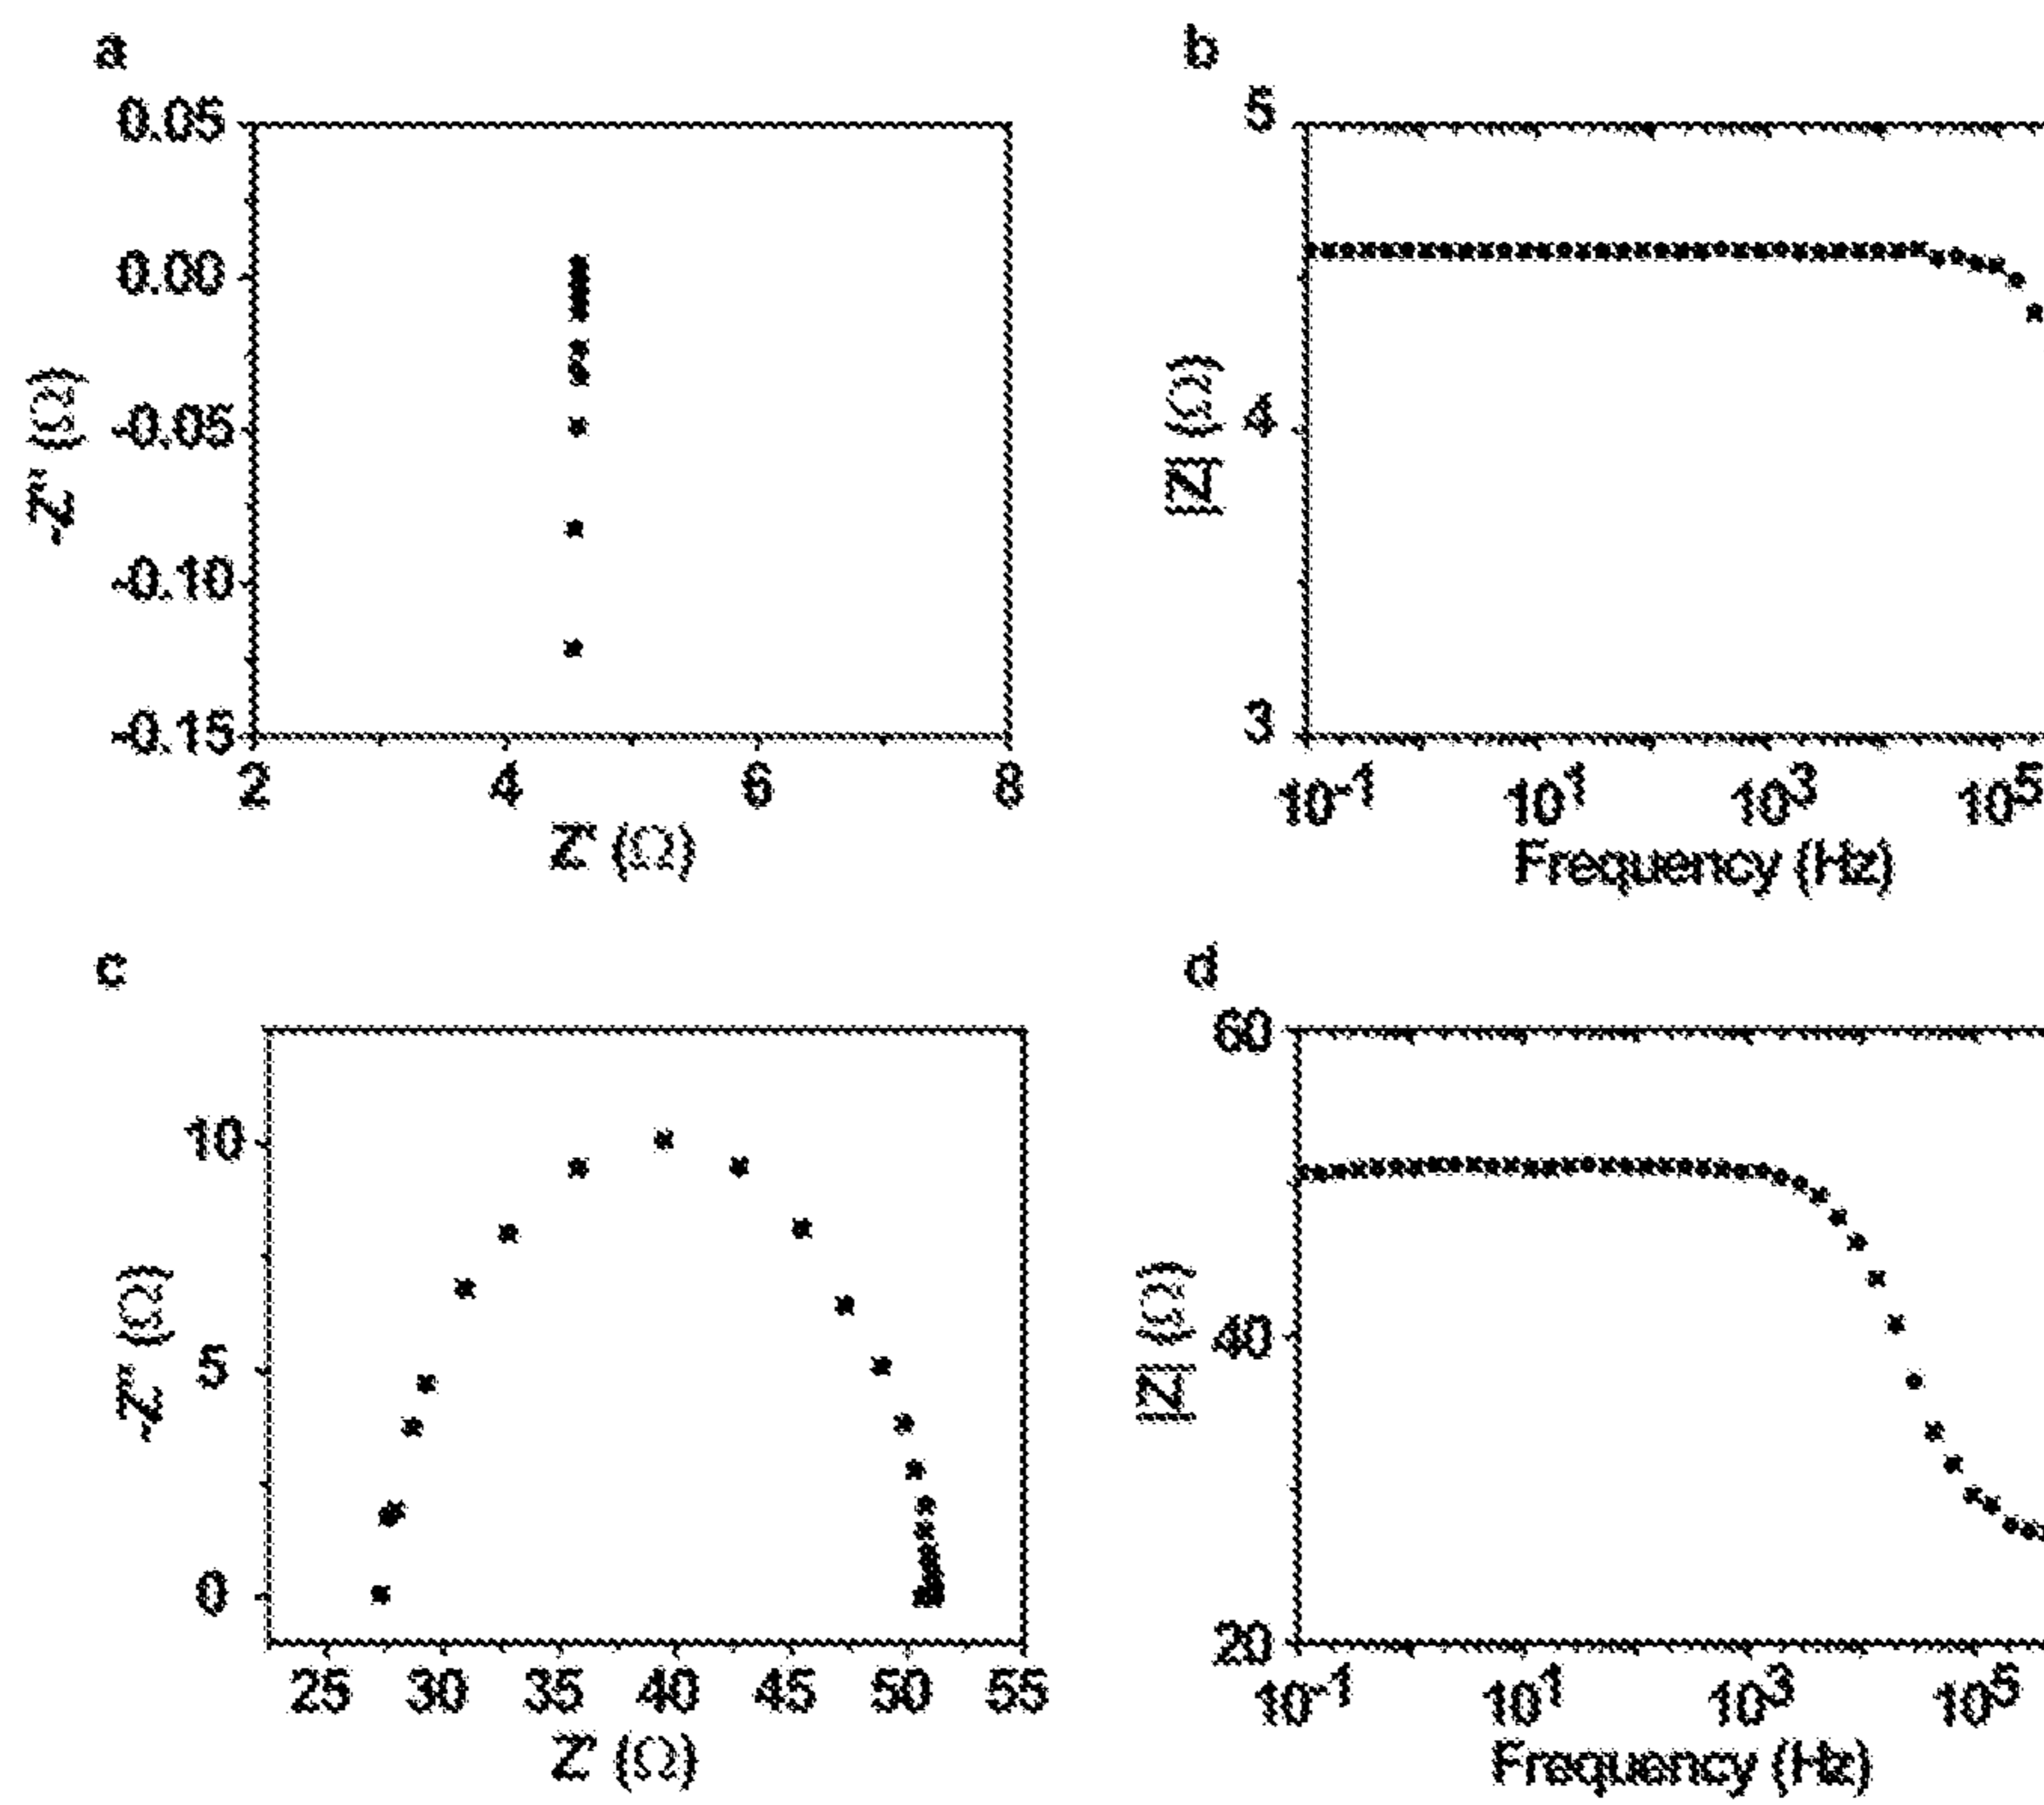 a
0.05
0.00
-0.05
-0.10
-0.15
2 4 6 8
-Z" (Ω)
Z' (Ω)
b
5
4
3
10⁻¹ 10¹ 10³ 10⁵
|Z| (Ω)
Frequency (Hz)
c
10
5
0
25 30 35 40 45 50 55
-Z" (Ω)
Z' (Ω)
d
60
40
20
10⁻¹ 10¹ 10³ 10⁵
|Z| (Ω)
Frequency (Hz)